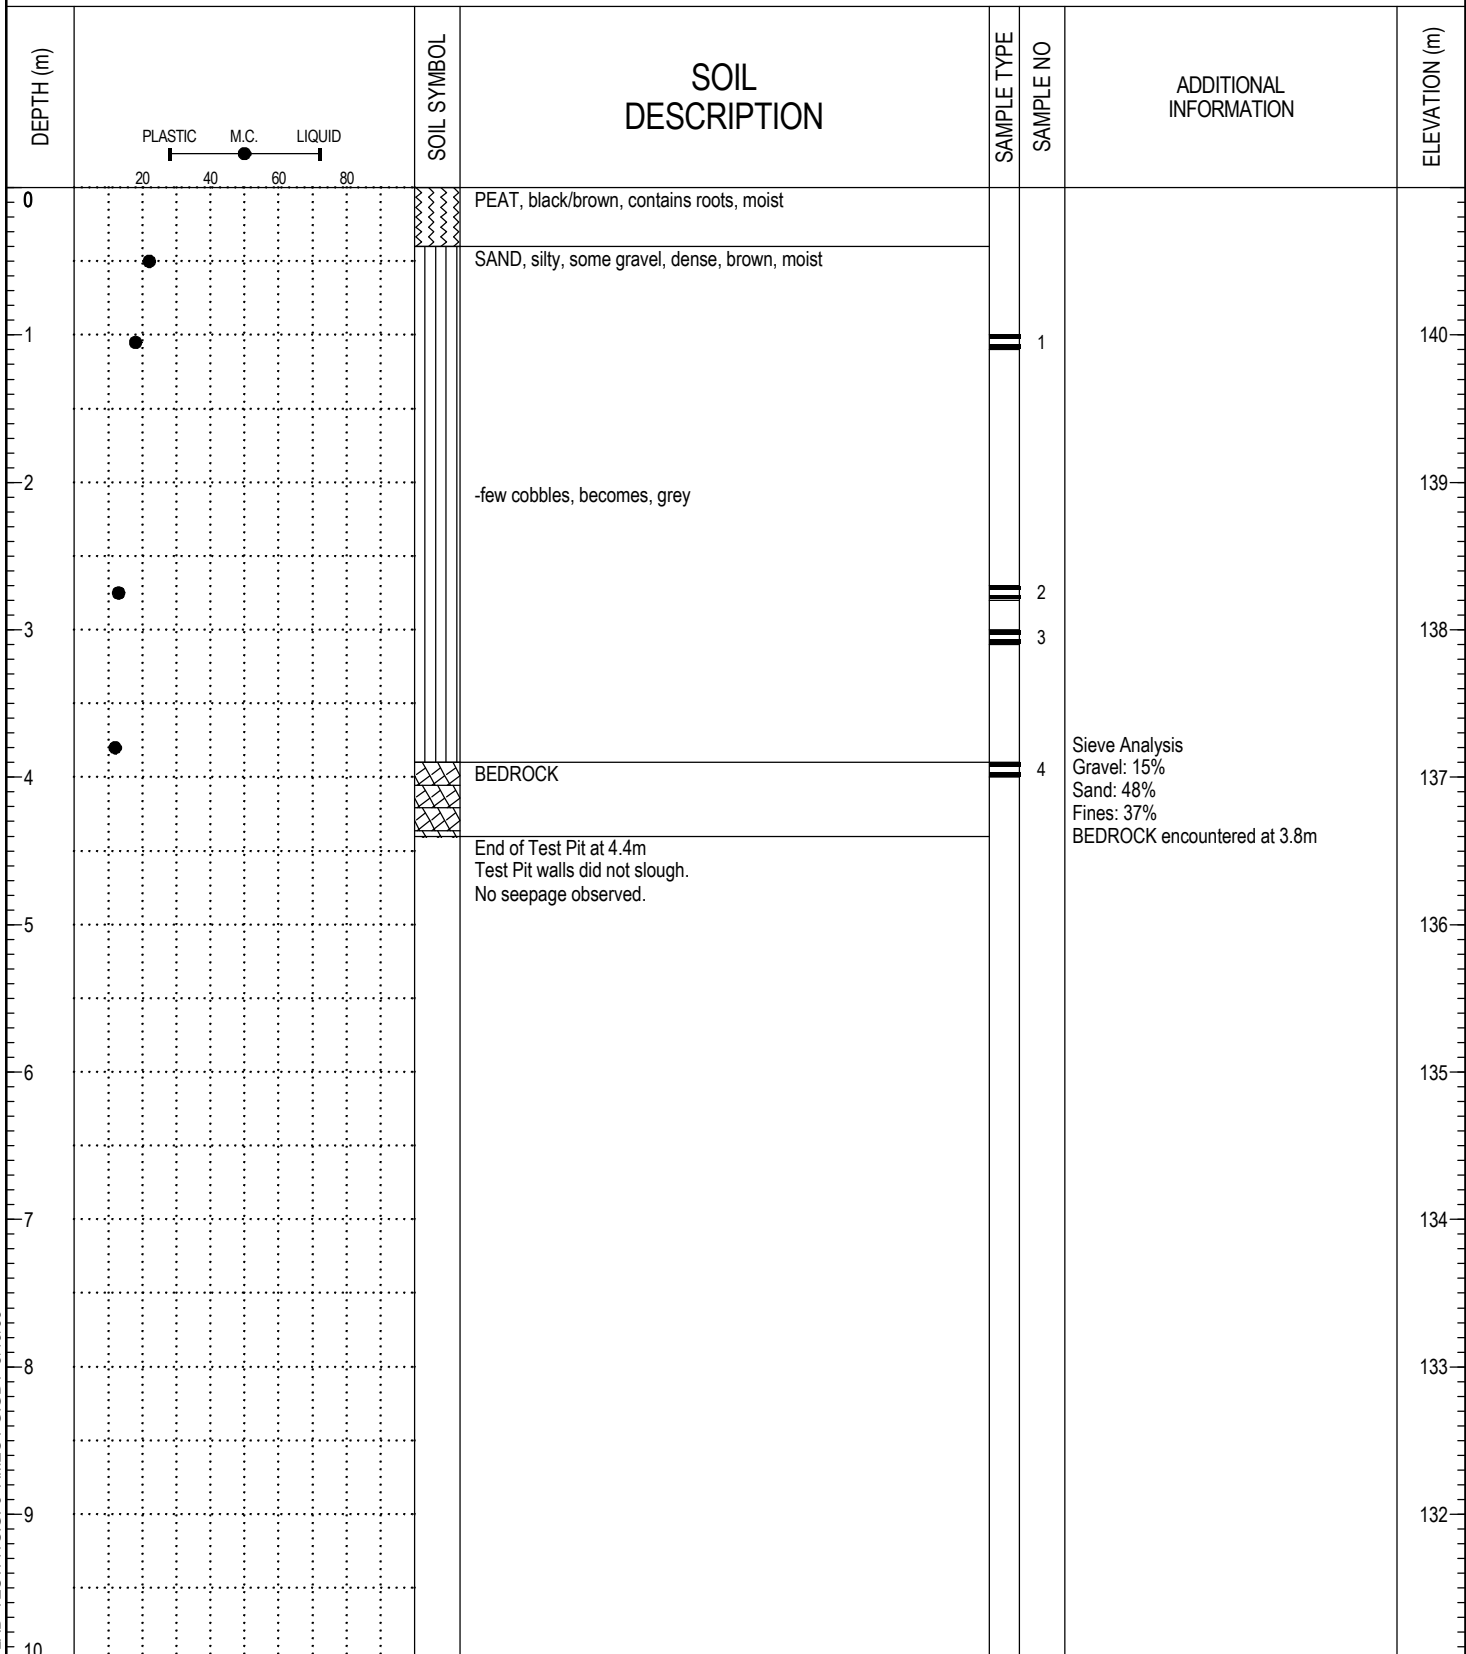 DEPTH (m)
PLASTIC M.C. LIQUID
20 40 60 80
SOIL SYMBOL
SOIL
DESCRIPTION
SAMPLE TYPE
SAMPLE NO
ADDITIONAL
INFORMATION
ELEVATION (m)
0
PEAT, black/brown, contains roots, moist
SAND, silty, some gravel, dense, brown, moist
1
1
140
2
-few cobbles, becomes, grey
139
2
3
3
138
4
BEDROCK
4
Sieve Analysis
Gravel: 15%
Sand: 48%
Fines: 37%
BEDROCK encountered at 3.8m
137
End of Test Pit at 4.4m
Test Pit walls did not slough.
No seepage observed.
5
136
6
135
7
134
8
133
9
132
10